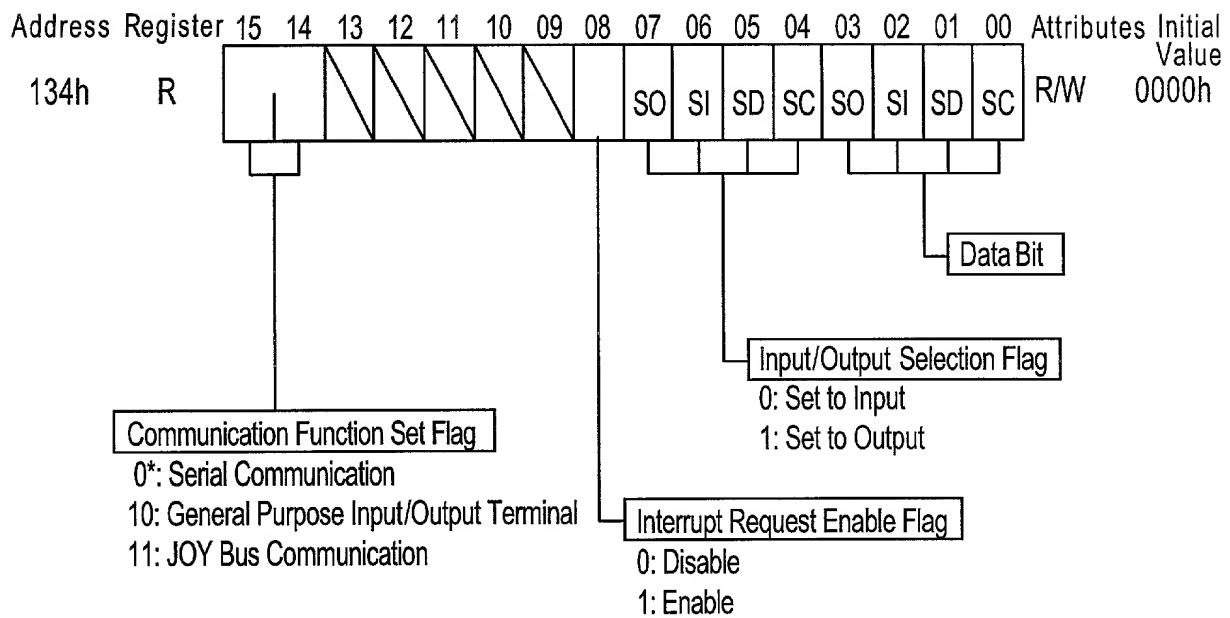 Address Register 15 14 13 12 11 10 09 08 07 06 05 04 03 02 01 00 Attributes Initial Value
134h R SO SI SD SC SO SI SD SC R/W 0000h
Data Bit
Input/Output Selection Flag
0: Set to Input
1: Set to Output
Communication Function Set Flag
0*: Serial Communication
10: General Purpose Input/Output Terminal
11: JOY Bus Communication
Interrupt Request Enable Flag
0: Disable
1: Enable